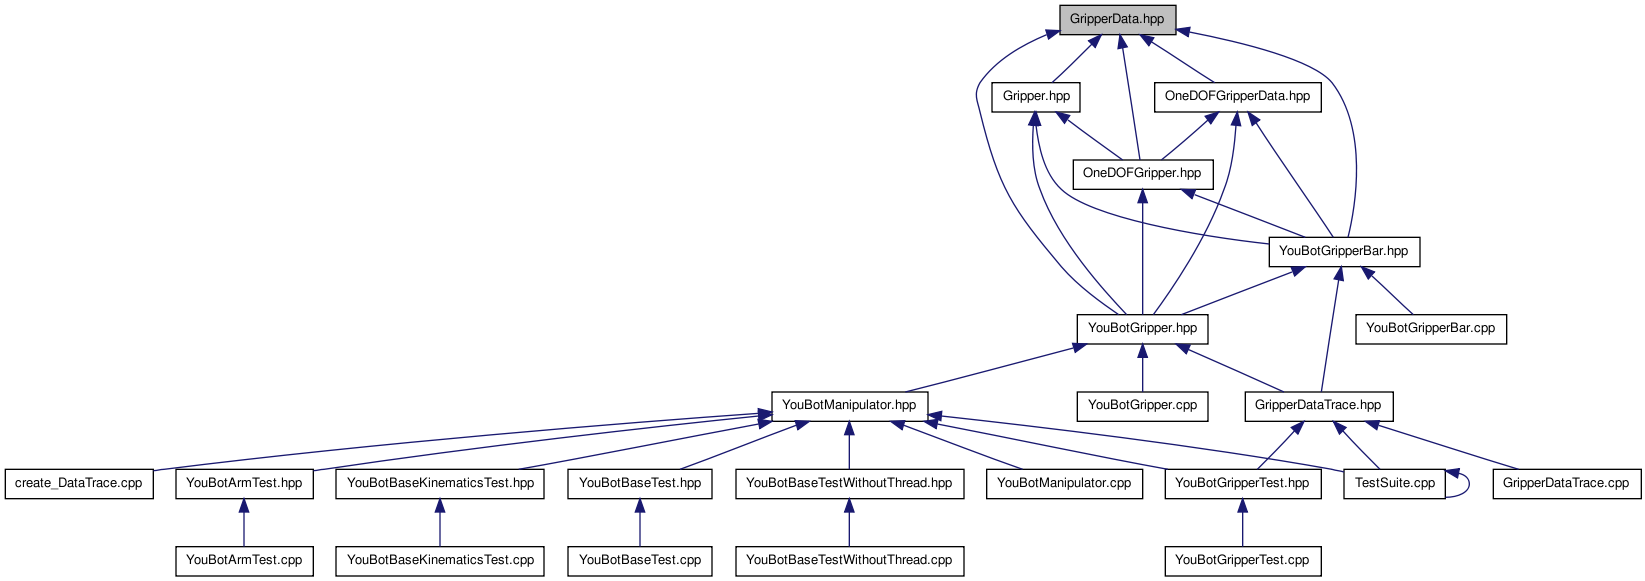 GripperData.hpp
Gripper.hpp
OneDOFGripperData.hpp
OneDOFGripper.hpp
YouBotGripperBar.hpp
YouBotGripper.hpp
YouBotGripperBar.cpp
YouBotManipulator.hpp
YouBotGripper.cpp
GripperDataTrace.hpp
create_DataTrace.cpp
YouBotArmTest.hpp
YouBotBaseKinematicsTest.hpp
YouBotBaseTest.hpp
YouBotBaseTestWithoutThread.hpp
YouBotManipulator.cpp
YouBotGripperTest.hpp
TestSuite.cpp
GripperDataTrace.cpp
YouBotArmTest.cpp
YouBotBaseKinematicsTest.cpp
YouBotBaseTest.cpp
YouBotBaseTestWithoutThread.cpp
YouBotGripperTest.cpp